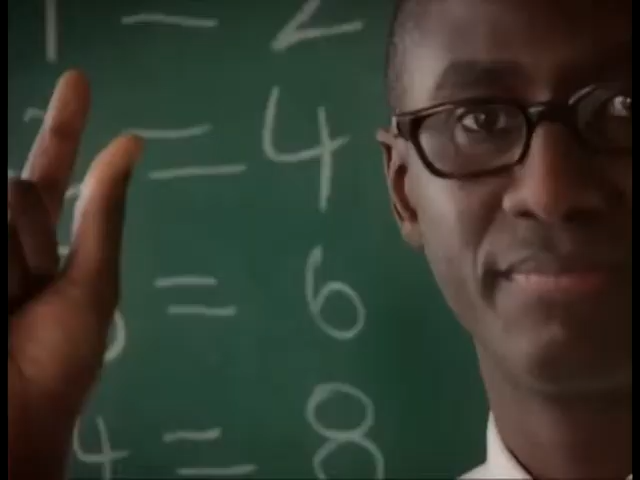 1 = 2
= 4
= 6
4 = 8